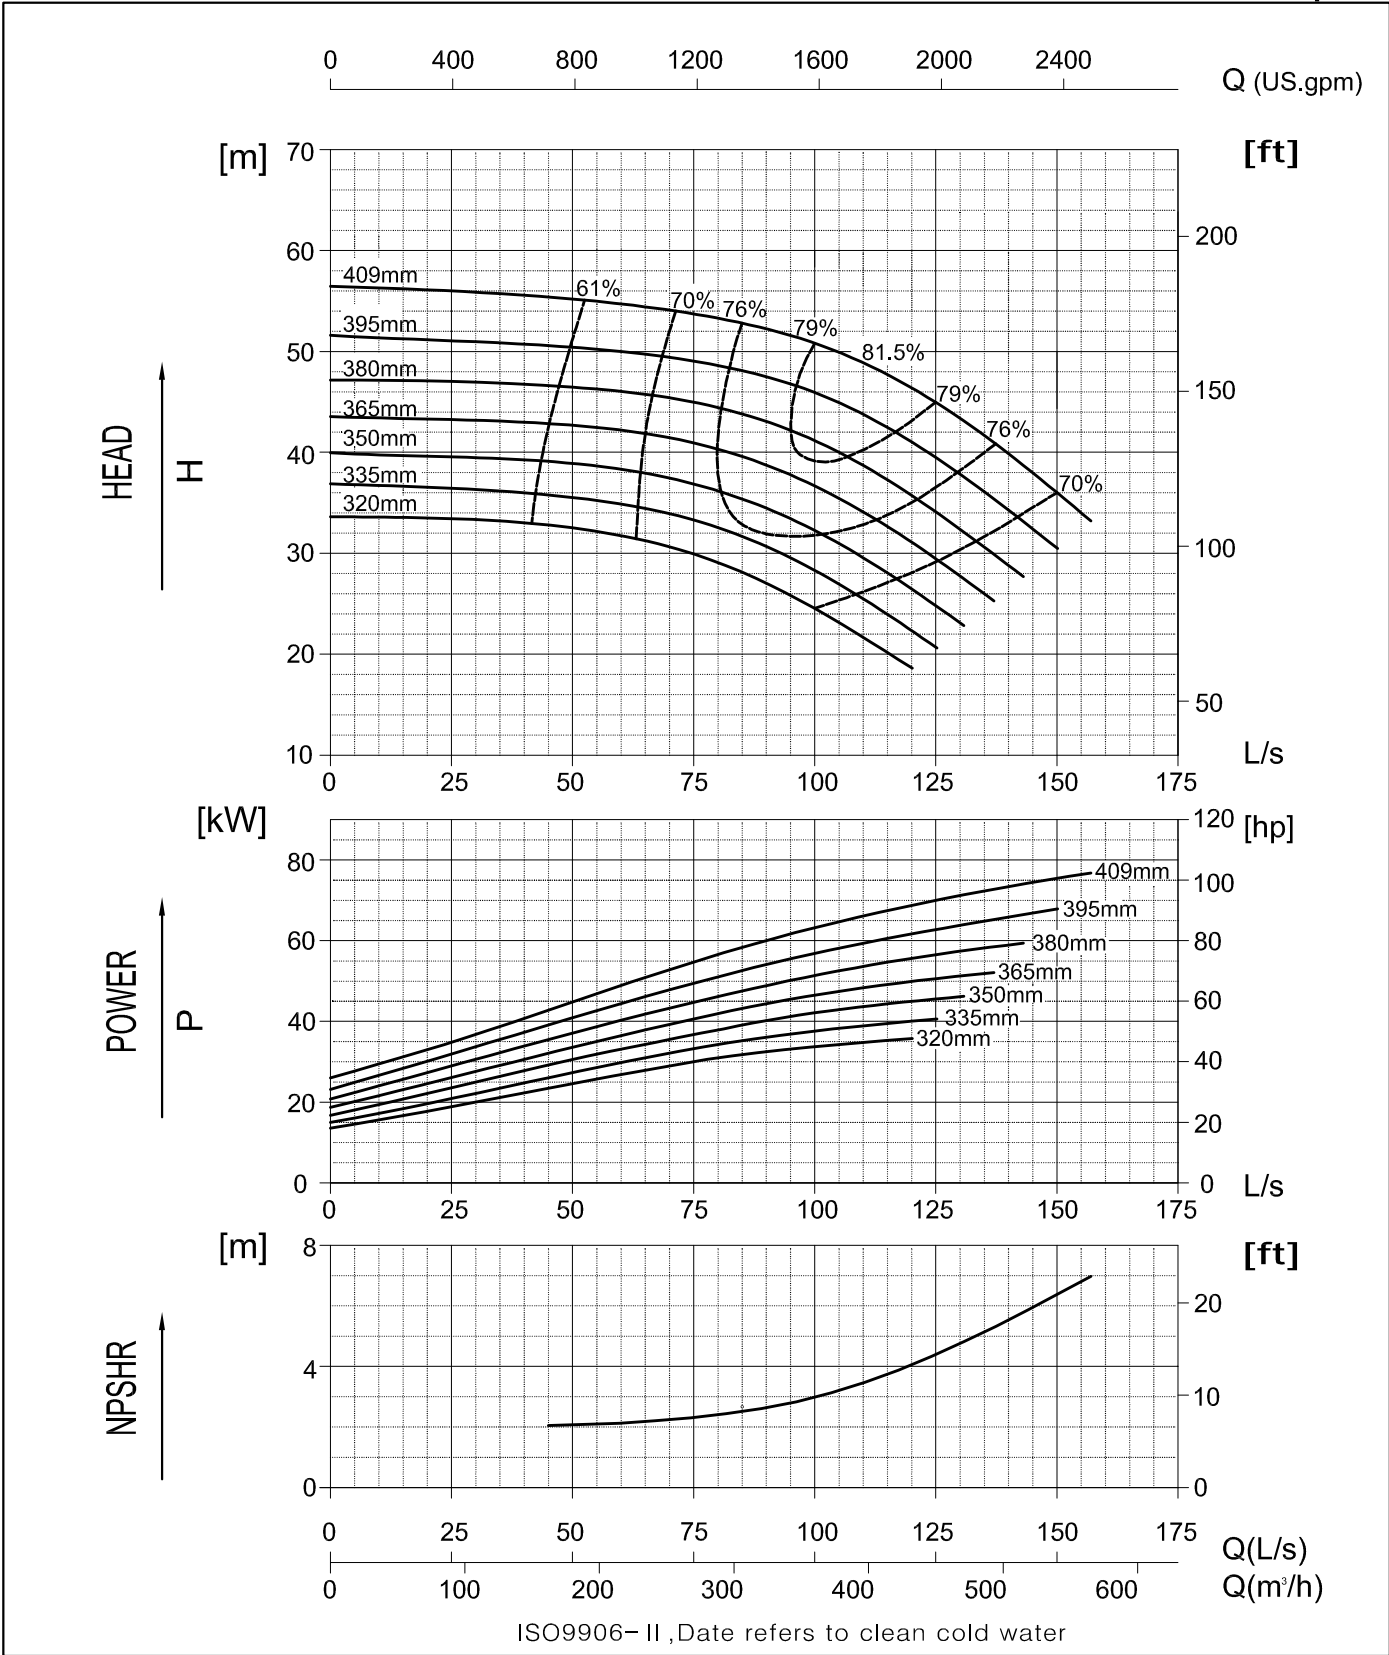 0 400 800 1200 1600 2000 2400
Q (US.gpm)
[m] 70 [ft]
60 200
409mm
61% 70% 76% 79%
395mm
50 81.5%
380mm 79% 150
365mm
76%
350mm
40
335mm 70%
320mm
HEAD
H
30 100
20
50
10 L/s
0 25 50 75 100 125 150 175
[kW] 120 [hp]
80 409mm 100
395mm
60 380mm 80
365mm
350mm 60
40 335mm
320mm
40
POWER
P
20 20
0 0 L/s
0 25 50 75 100 125 150 175
[m] 8 [ft]
20
4
10
NPSHR
0 0
0 25 50 75 100 125 150 175
Q(L/s)
0 100 200 300 400 500 600
Q(m³/h)
ISO9906-II ,Date refers to clean cold water